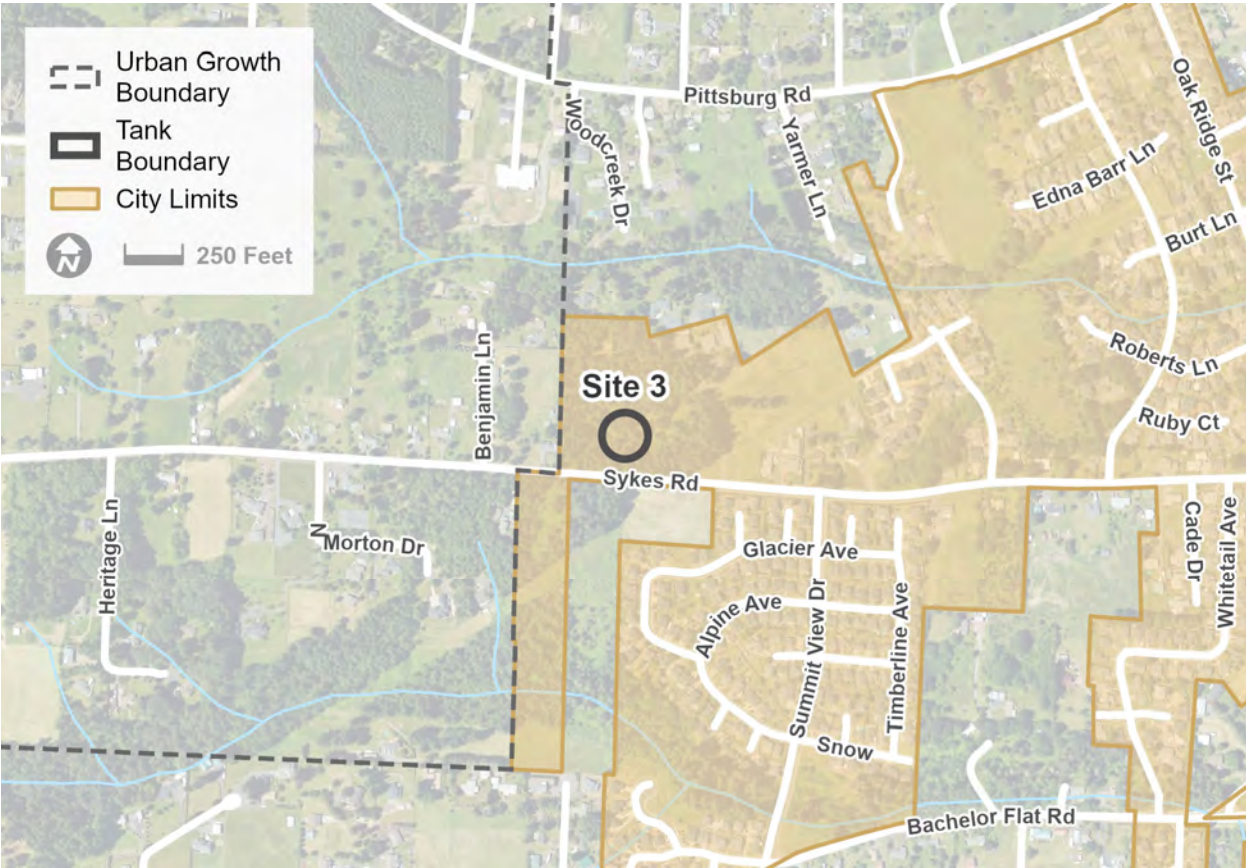 Urban Growth
Boundary
Tank
Boundary
City Limits
N
250 Feet
Pittsburg Rd
Woodcreek Dr
Yarmer Ln
Oak Ridge St
Edna Barr Ln
Burt Ln
Roberts Ln
Ruby Ct
Benjamin Ln
Site 3
Sykes Rd
Heritage Ln
N
Morton Dr
Glacier Ave
Alpine Ave
Summit View Dr
Timberline Ave
Snow
Cade Dr
Whitetail Ave
Bachelor Flat Rd